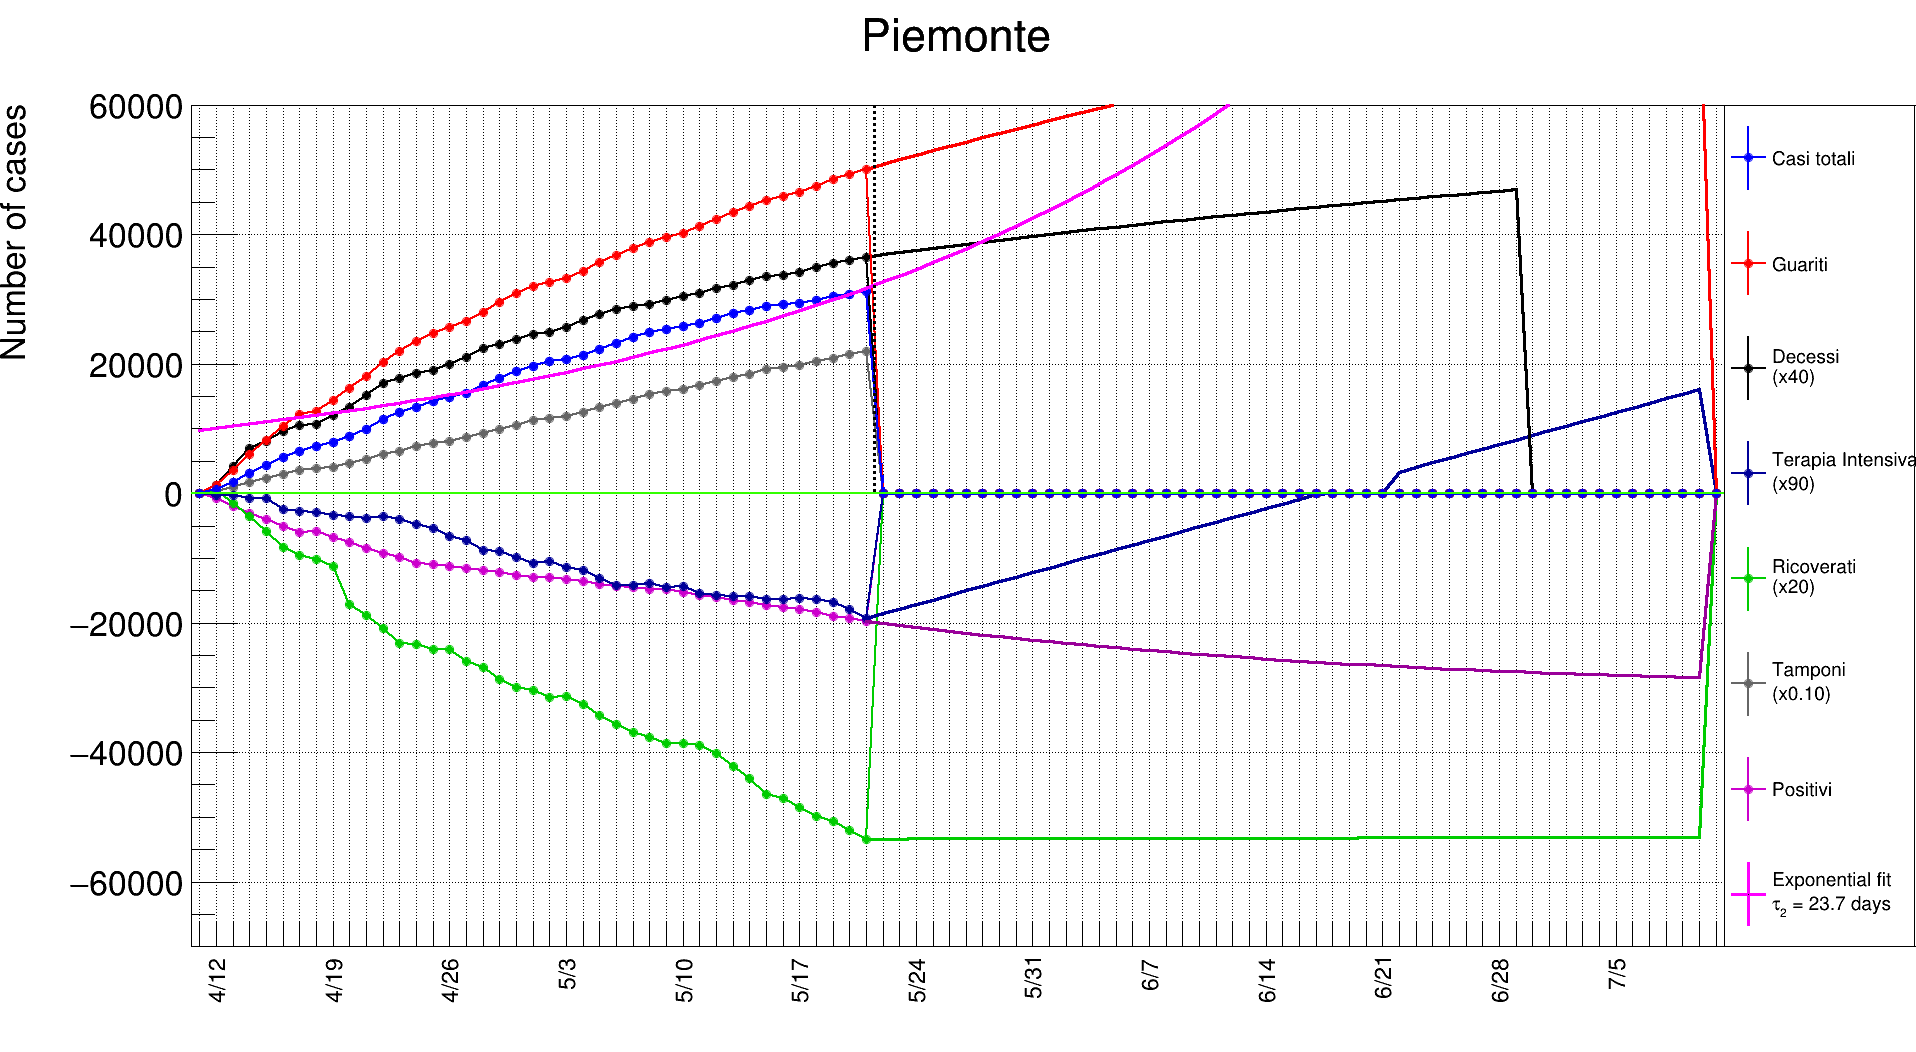 Piemonte
Number of cases
60000
40000
20000
0
−20000
−40000
−60000
4/12
4/19
4/26
5/3
5/10
5/17
5/24
5/31
6/7
6/14
6/21
6/28
7/5
Casi totali
Guariti
Decessi
(x40)
Terapia Intensiva
(x90)
Ricoverati
(x20)
Tamponi
(x0.10)
Positivi
Exponential fit
τ₂ = 23.7 days